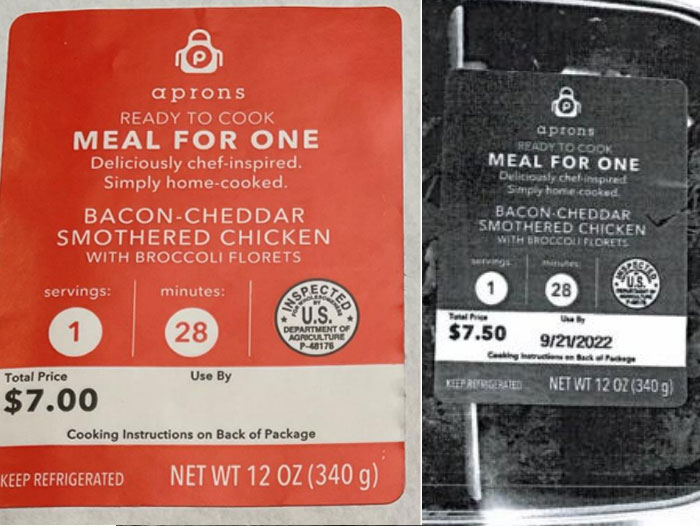 P
aprons
READY TO COOK
MEAL FOR ONE
Deliciously chef-inspired.
Simply home-cooked.
BACON-CHEDDAR
SMOTHERED CHICKEN
WITH BROCCOLI FLORETS
servings:
minutes:
1
28
INSPECTED
FOR WHOLESOMENESS
BY
U.S.
DEPARTMENT OF
AGRICULTURE
P-48176
Total Price
Use By
$7.00
Cooking Instructions on Back of Package
KEEP REFRIGERATED
NET WT 12 OZ (340 g)
P
aprons
READY TO COOK
MEAL FOR ONE
Deliciously chef-inspired
Simply home-cooked.
BACON-CHEDDAR
SMOTHERED CHICKEN
WITH BROCCOLI FLORETS
servings
minutes
1
28
INSPECTED
U.S.
Total Price
Use By
$7.50
9/21/2022
Cooking Instructions on Back of Package
KEEP REFRIGERATED
NET WT 12 OZ (340 g)